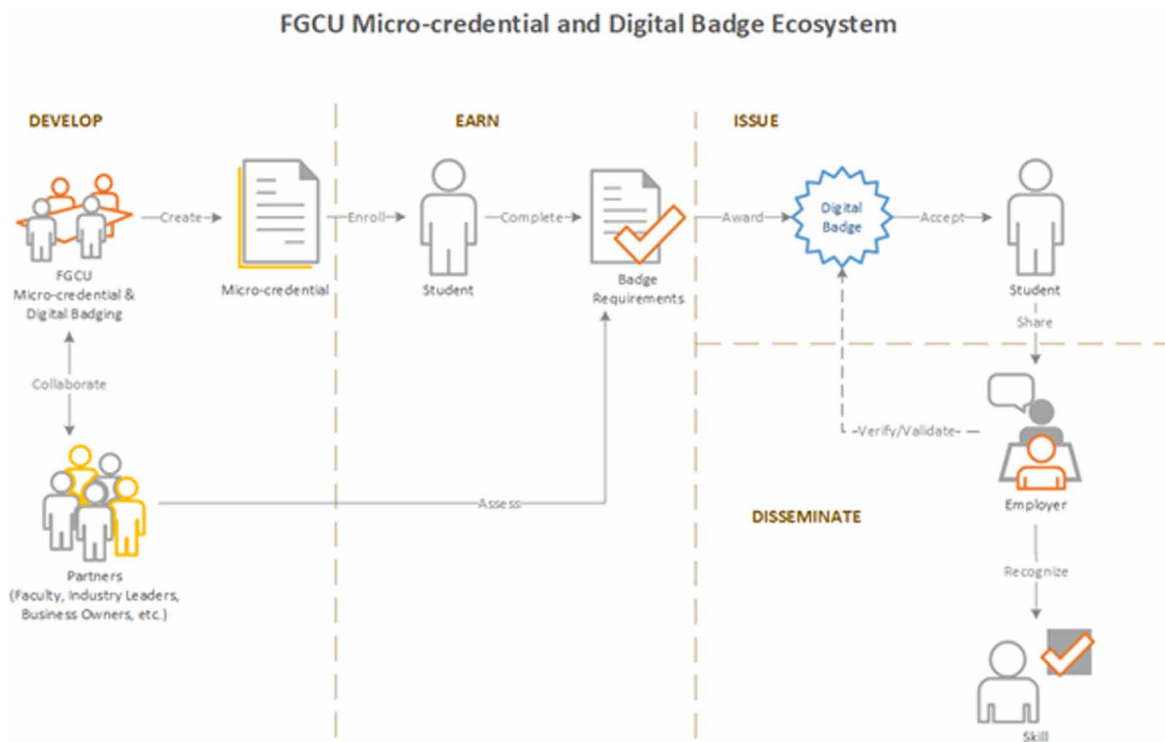 FGCU Micro-credential and Digital Badge Ecosystem
DEVELOP
EARN
ISSUE
Create
Enroll
Complete
Award
Digital
Badge
Accept
FGCU
Micro-credential &
Digital Badging
Micro-credential
Student
Badge
Requirements
Student
Share
Collaborate
Verify/Validate
Assess
Employer
DISSEMINATE
Recognize
Partners
(Faculty, Industry Leaders,
Business Owners, etc.)
Skill